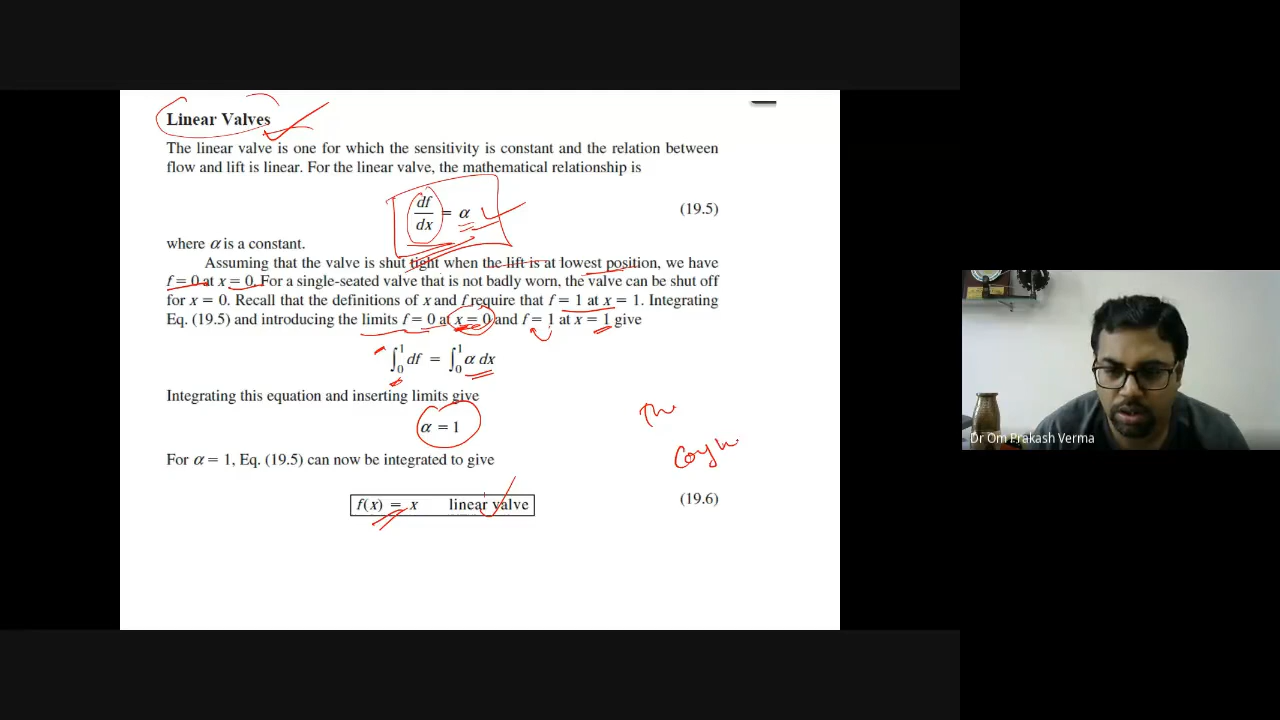 Linear Valves
The linear valve is one for which the sensitivity is constant and the relation between
flow and lift is linear. For the linear valve, the mathematical relationship is
df/dx = α (19.5)
where α is a constant.
Assuming that the valve is shut tight when the lift is at lowest position, we have
f = 0 at x = 0. For a single-seated valve that is not badly worn, the valve can be shut off
for x = 0. Recall that the definitions of x and f require that f = 1 at x = 1. Integrating
Eq. (19.5) and introducing the limits f = 0 at x = 0 and f = 1 at x = 1 give
∫₀¹ df = ∫₀¹ α dx
Integrating this equation and inserting limits give
α = 1
For α = 1, Eq. (19.5) can now be integrated to give
f(x) = x linear valve (19.6)
Dr Om Prakash Verma